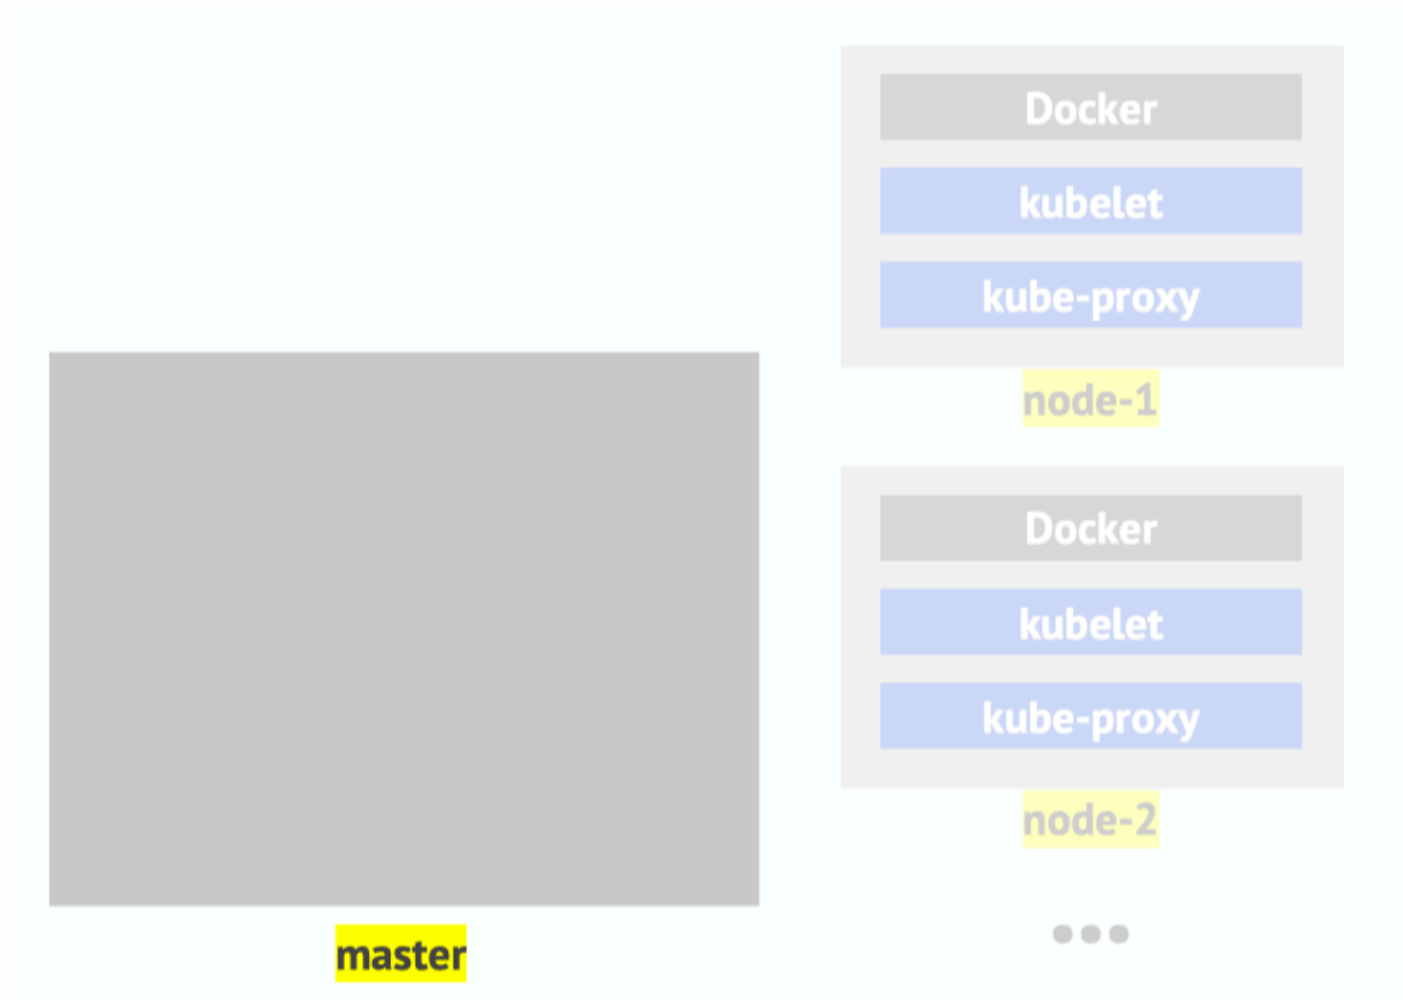 Docker
kubelet
kube-proxy
node-1
Docker
kubelet
kube-proxy
node-2
master